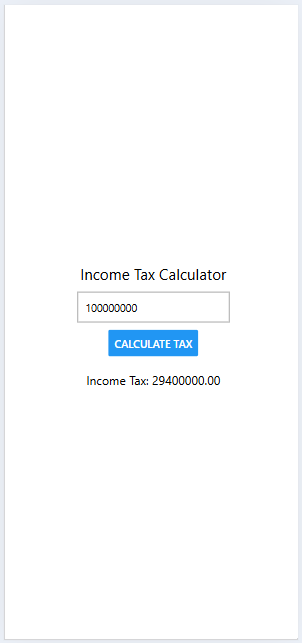 Income Tax Calculator
100000000
CALCULATE TAX
Income Tax: 29400000.00